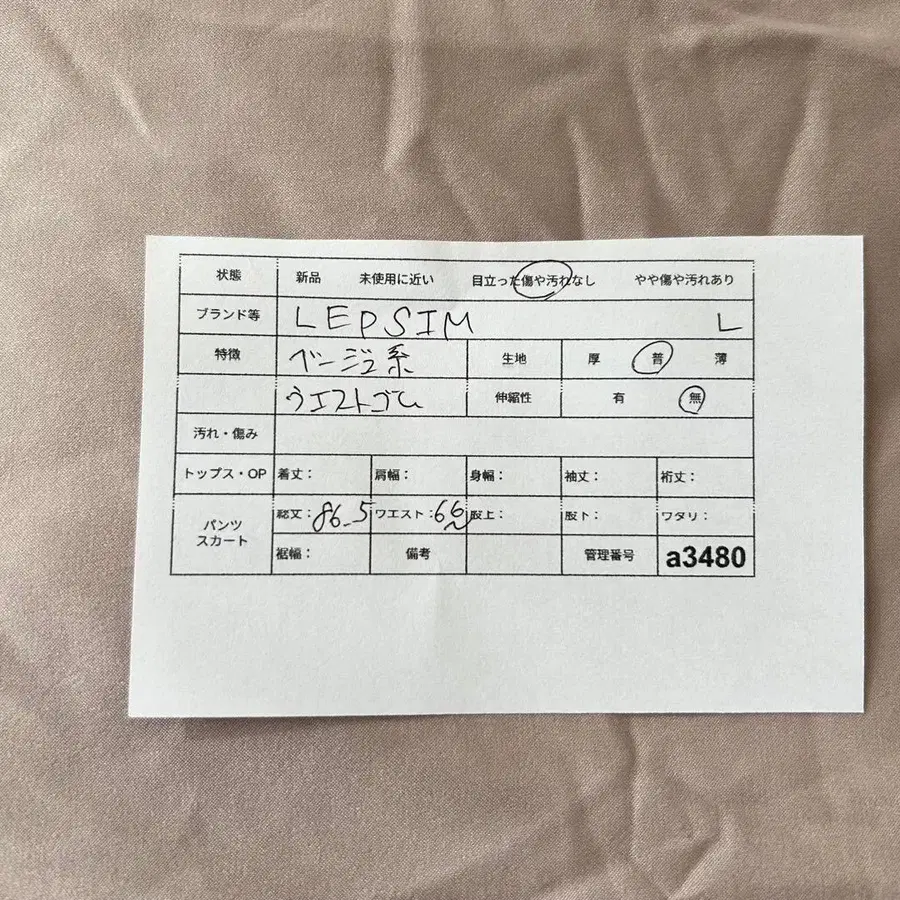 状態 新品 未使用に近い 目立った傷や汚れなし やや傷や汚れあり
ブランド等 LEPSIM L
特徴 ベージュ系 生地 厚 普 薄
ウエストゴム 伸縮性 有 無
汚れ・傷み
トップス・OP 着丈： 肩幅： 身幅： 袖丈： 裄丈：
パンツ
スカート
総丈：86.5 ウエスト：66〜 股上： 股下： ワタリ：
裾幅： 備考 管理番号 a3480